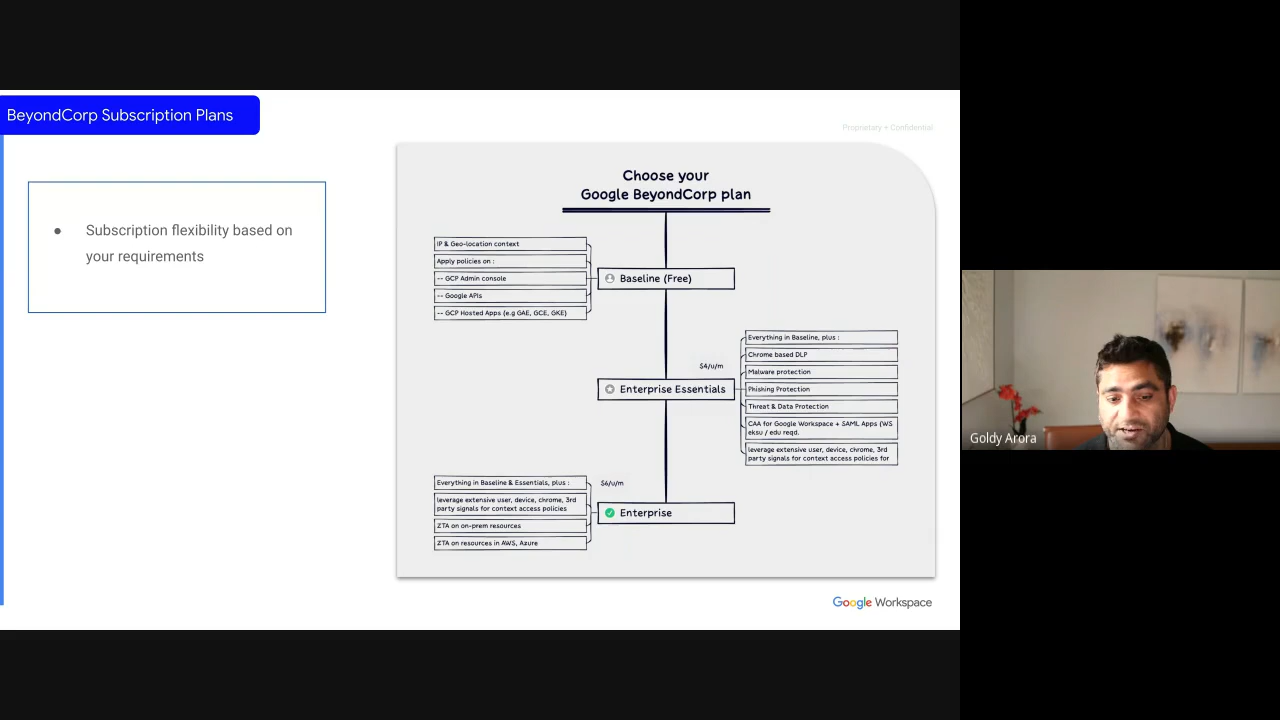 BeyondCorp Subscription Plans
Proprietary + Confidential
Subscription flexibility based on
your requirements
Choose your
Google BeyondCorp plan
IP & Geo-location context
Apply policies on :
-- GCP Admin console
-- Google APIs
-- GCP Hosted Apps (e.g GAE, GCE, GKE)
Baseline (Free)
$4/u/m
Enterprise Essentials
Everything in Baseline, plus :
Chrome based DLP
Malware protection
Phishing Protection
Threat & Data Protection
CAA for Google Workspace + SAML Apps (WS
eksu / edu reqd.
leverage extensive user, device, chrome, 3rd
party signals for context access policies for
Everything in Baseline & Essentials, plus :
leverage extensive user, device, chrome, 3rd
party signals for context access policies
ZTA on on-prem resources
ZTA on resources in AWS, Azure
$6/u/m
Enterprise
Google Workspace
Goldy Arora